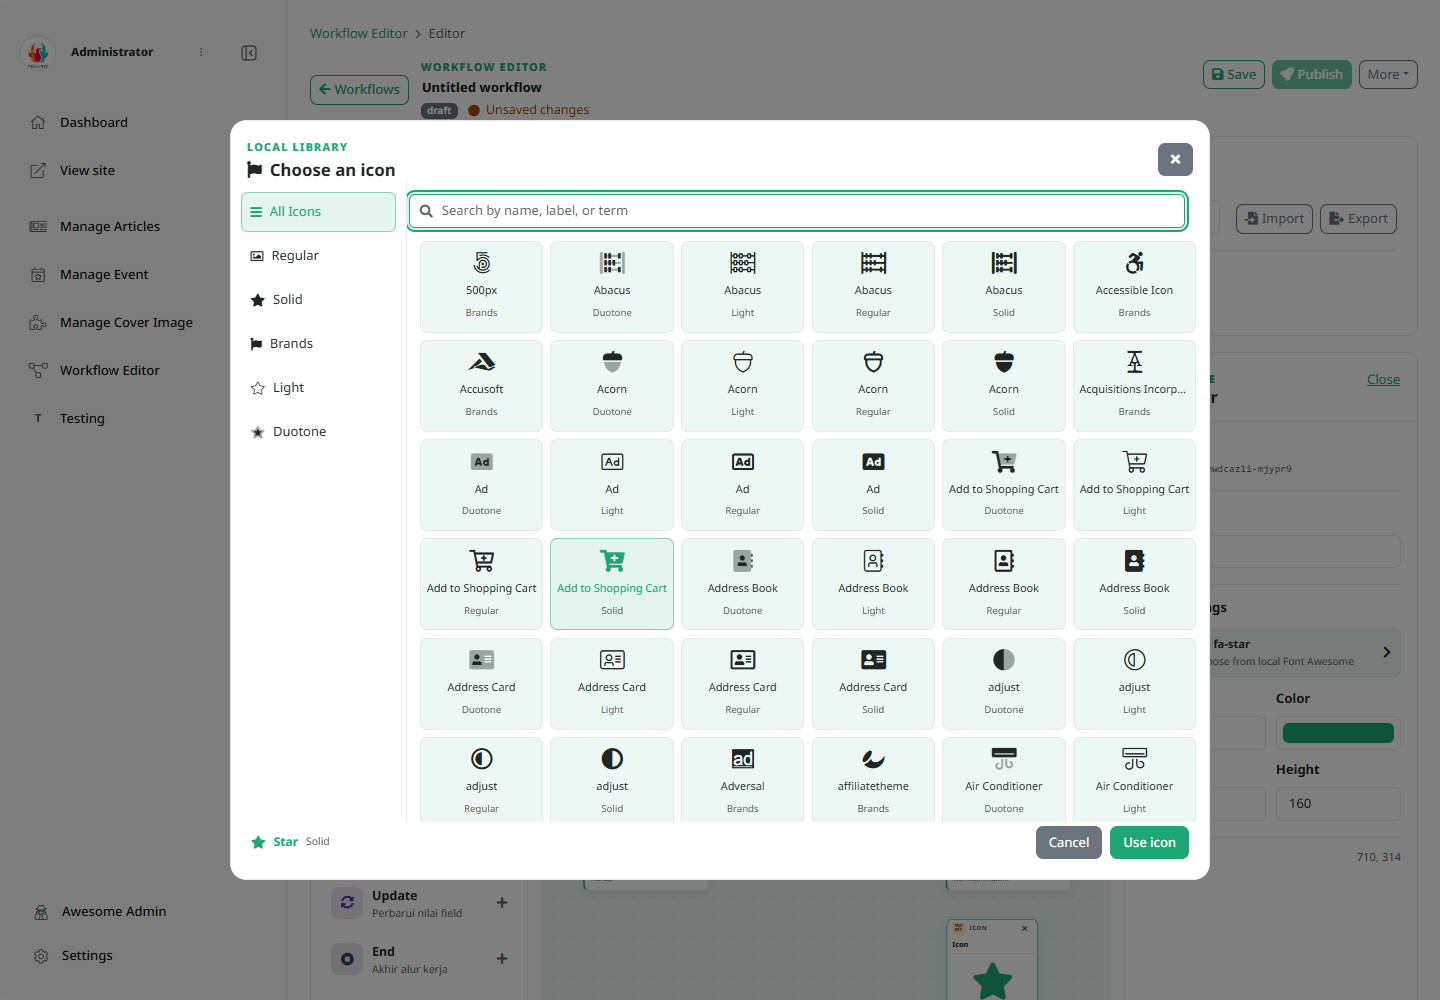 Administrator
Dashboard
View site
Manage Articles
Manage Event
Manage Cover Image
Workflow Editor
Testing
Awesome Admin
Settings
Workflow Editor > Editor
Workflows
WORKFLOW EDITOR
Untitled workflow
draft Unsaved changes
Save Publish More
Import Export
LOCAL LIBRARY
Choose an icon
All Icons
Regular
Solid
Brands
Light
Duotone
Search by name, label, or term
500px
Brands
Abacus
Duotone
Abacus
Light
Abacus
Regular
Abacus
Solid
Accessible Icon
Brands
Accusoft
Brands
Acorn
Duotone
Acorn
Light
Acorn
Regular
Acorn
Solid
Acquisitions Incorp...
Brands
Ad
Duotone
Ad
Light
Ad
Regular
Ad
Solid
Add to Shopping Cart
Duotone
Add to Shopping Cart
Light
Add to Shopping Cart
Regular
Add to Shopping Cart
Solid
Address Book
Duotone
Address Book
Light
Address Book
Regular
Address Book
Solid
Address Card
Duotone
Address Card
Light
Address Card
Regular
Address Card
Solid
adjust
Duotone
adjust
Light
adjust
Regular
adjust
Solid
Adversal
Brands
affiliatetheme
Brands
Air Conditioner
Duotone
Air Conditioner
Light
Star Solid
Cancel Use icon
Close
fa-star
from local Font Awesome
Color
Height
160
710, 314
Update
Perbarui nilai field
End
Akhir alur kerja
ICON
Icon